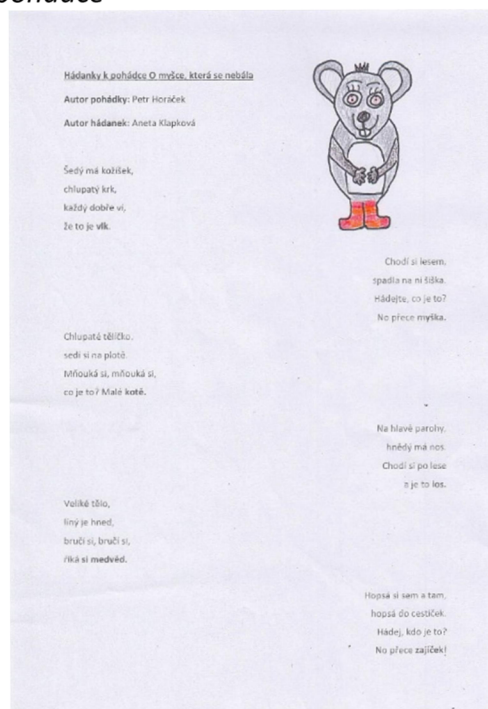 Hádanky k pohádce O myšce, která se nebála
Autor pohádky: Petr Horáček
Autor hádanek: Aneta Klapková
Šedý má kožíšek,
chlupatý krk,
každý dobře ví,
že to je vlk.
Chodí si lesem,
spadla na ni šiška.
Hádejte, co je to?
No přece myška.
Chlupaté tělíčko,
sedí si na plotě.
Mňouká si, mňouká si,
co je to? Malé kotě.
Na hlavě parohy,
hnědý má nos.
Chodí si po lese
a je to los.
Veliké tělo,
líný je hned,
bručí si, bručí si,
říká si medvěd.
Hopsá si sem a tam,
hopsá do cestiček.
Hádej, kdo je to?
No přece zajíček!